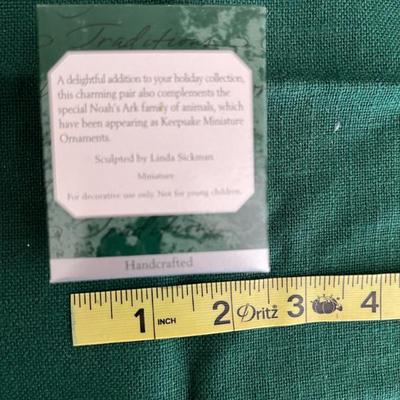 Traditions
A delightful addition to your holiday collection,
this charming pair also complements the
special Noah's Ark family of animals, which
have been appearing as Keepsake Miniature
Ornaments.
Sculpted by Linda Sickman
Miniature
For decorative use only. Not for young children.
Handcrafted
1 INCH 2 Dritz 3 4